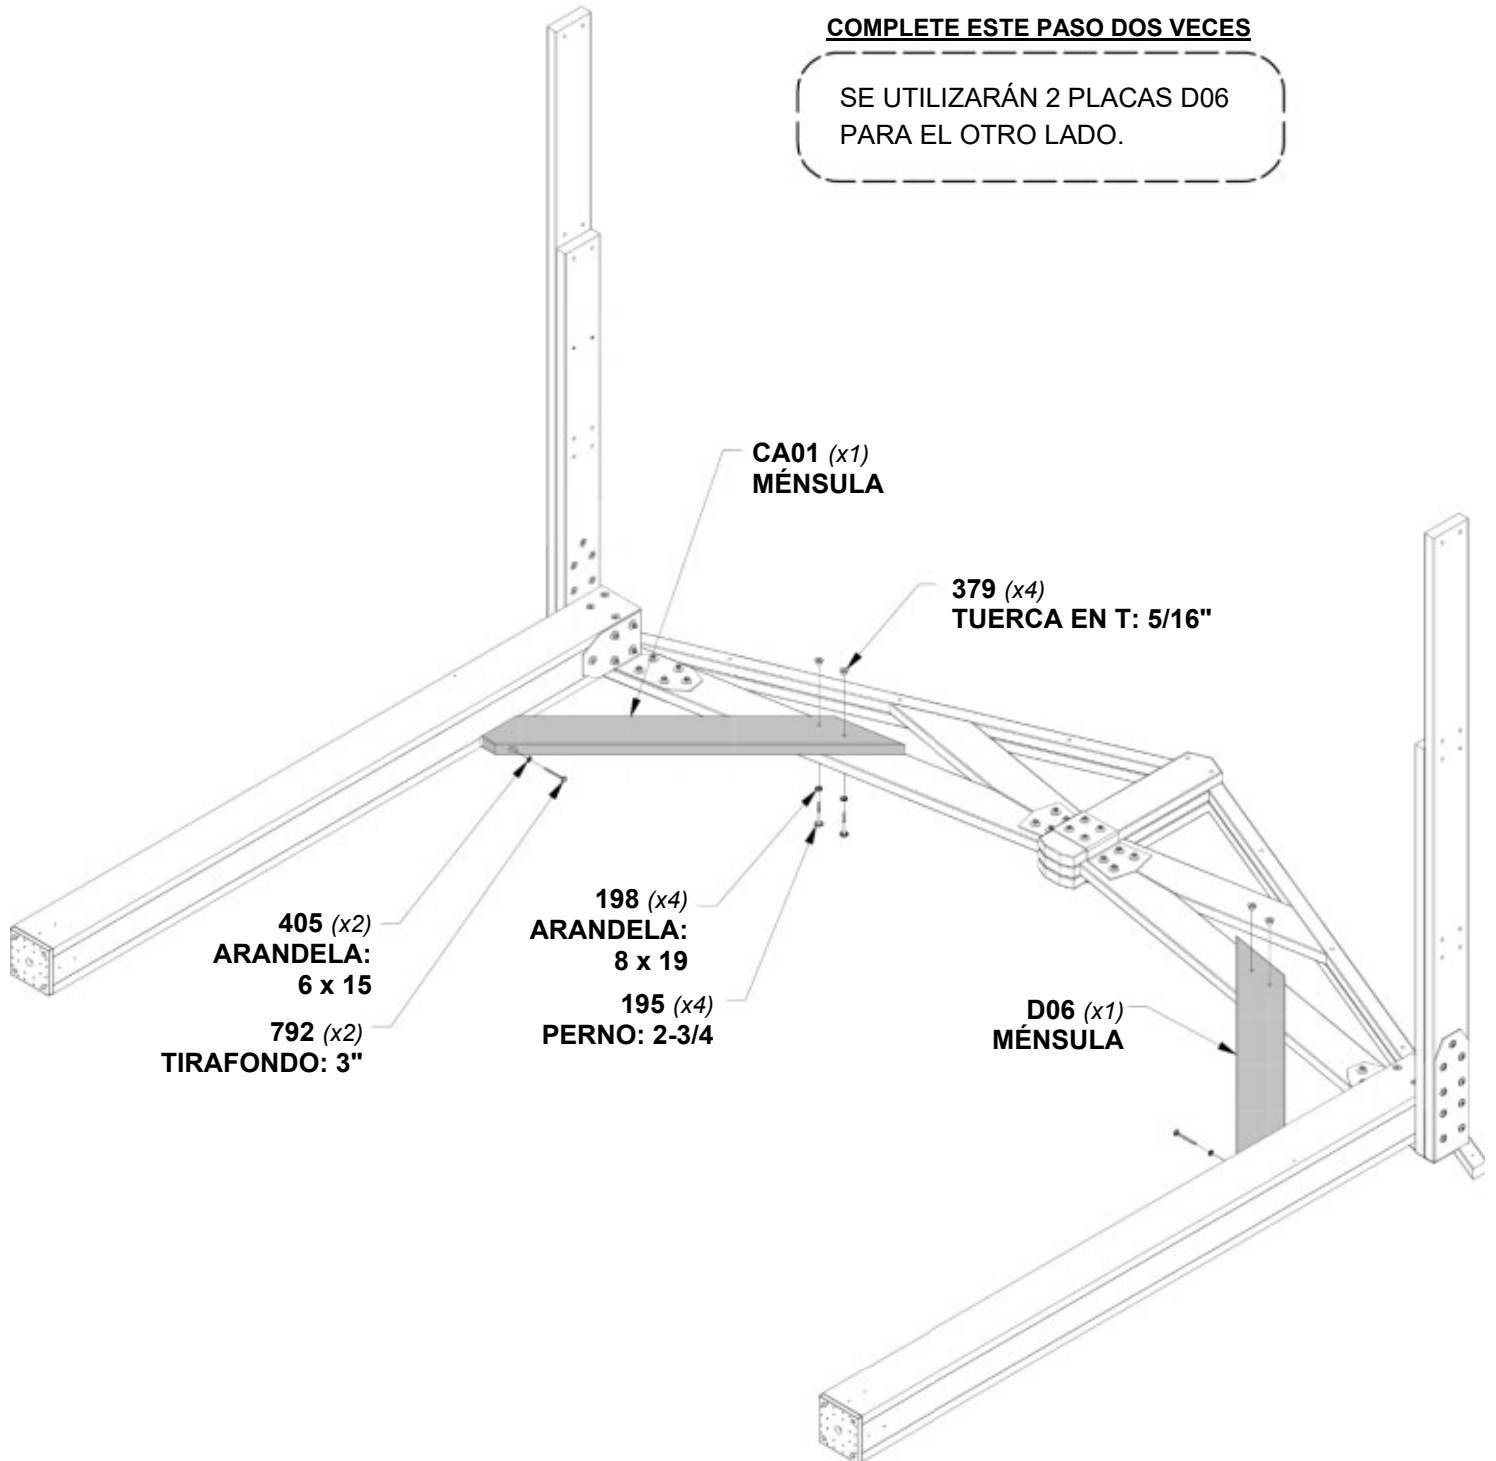 COMPLETE ESTE PASO DOS VECES
SE UTILIZARÁN 2 PLACAS D06
PARA EL OTRO LADO.
CA01 (x1)
MÉNSULA
379 (x4)
TUERCA EN T: 5/16"
405 (x2)
ARANDELA:
6 x 15
792 (x2)
TIRAFONDO: 3"
198 (x4)
ARANDELA:
8 x 19
195 (x4)
PERNO: 2-3/4
D06 (x1)
MÉNSULA